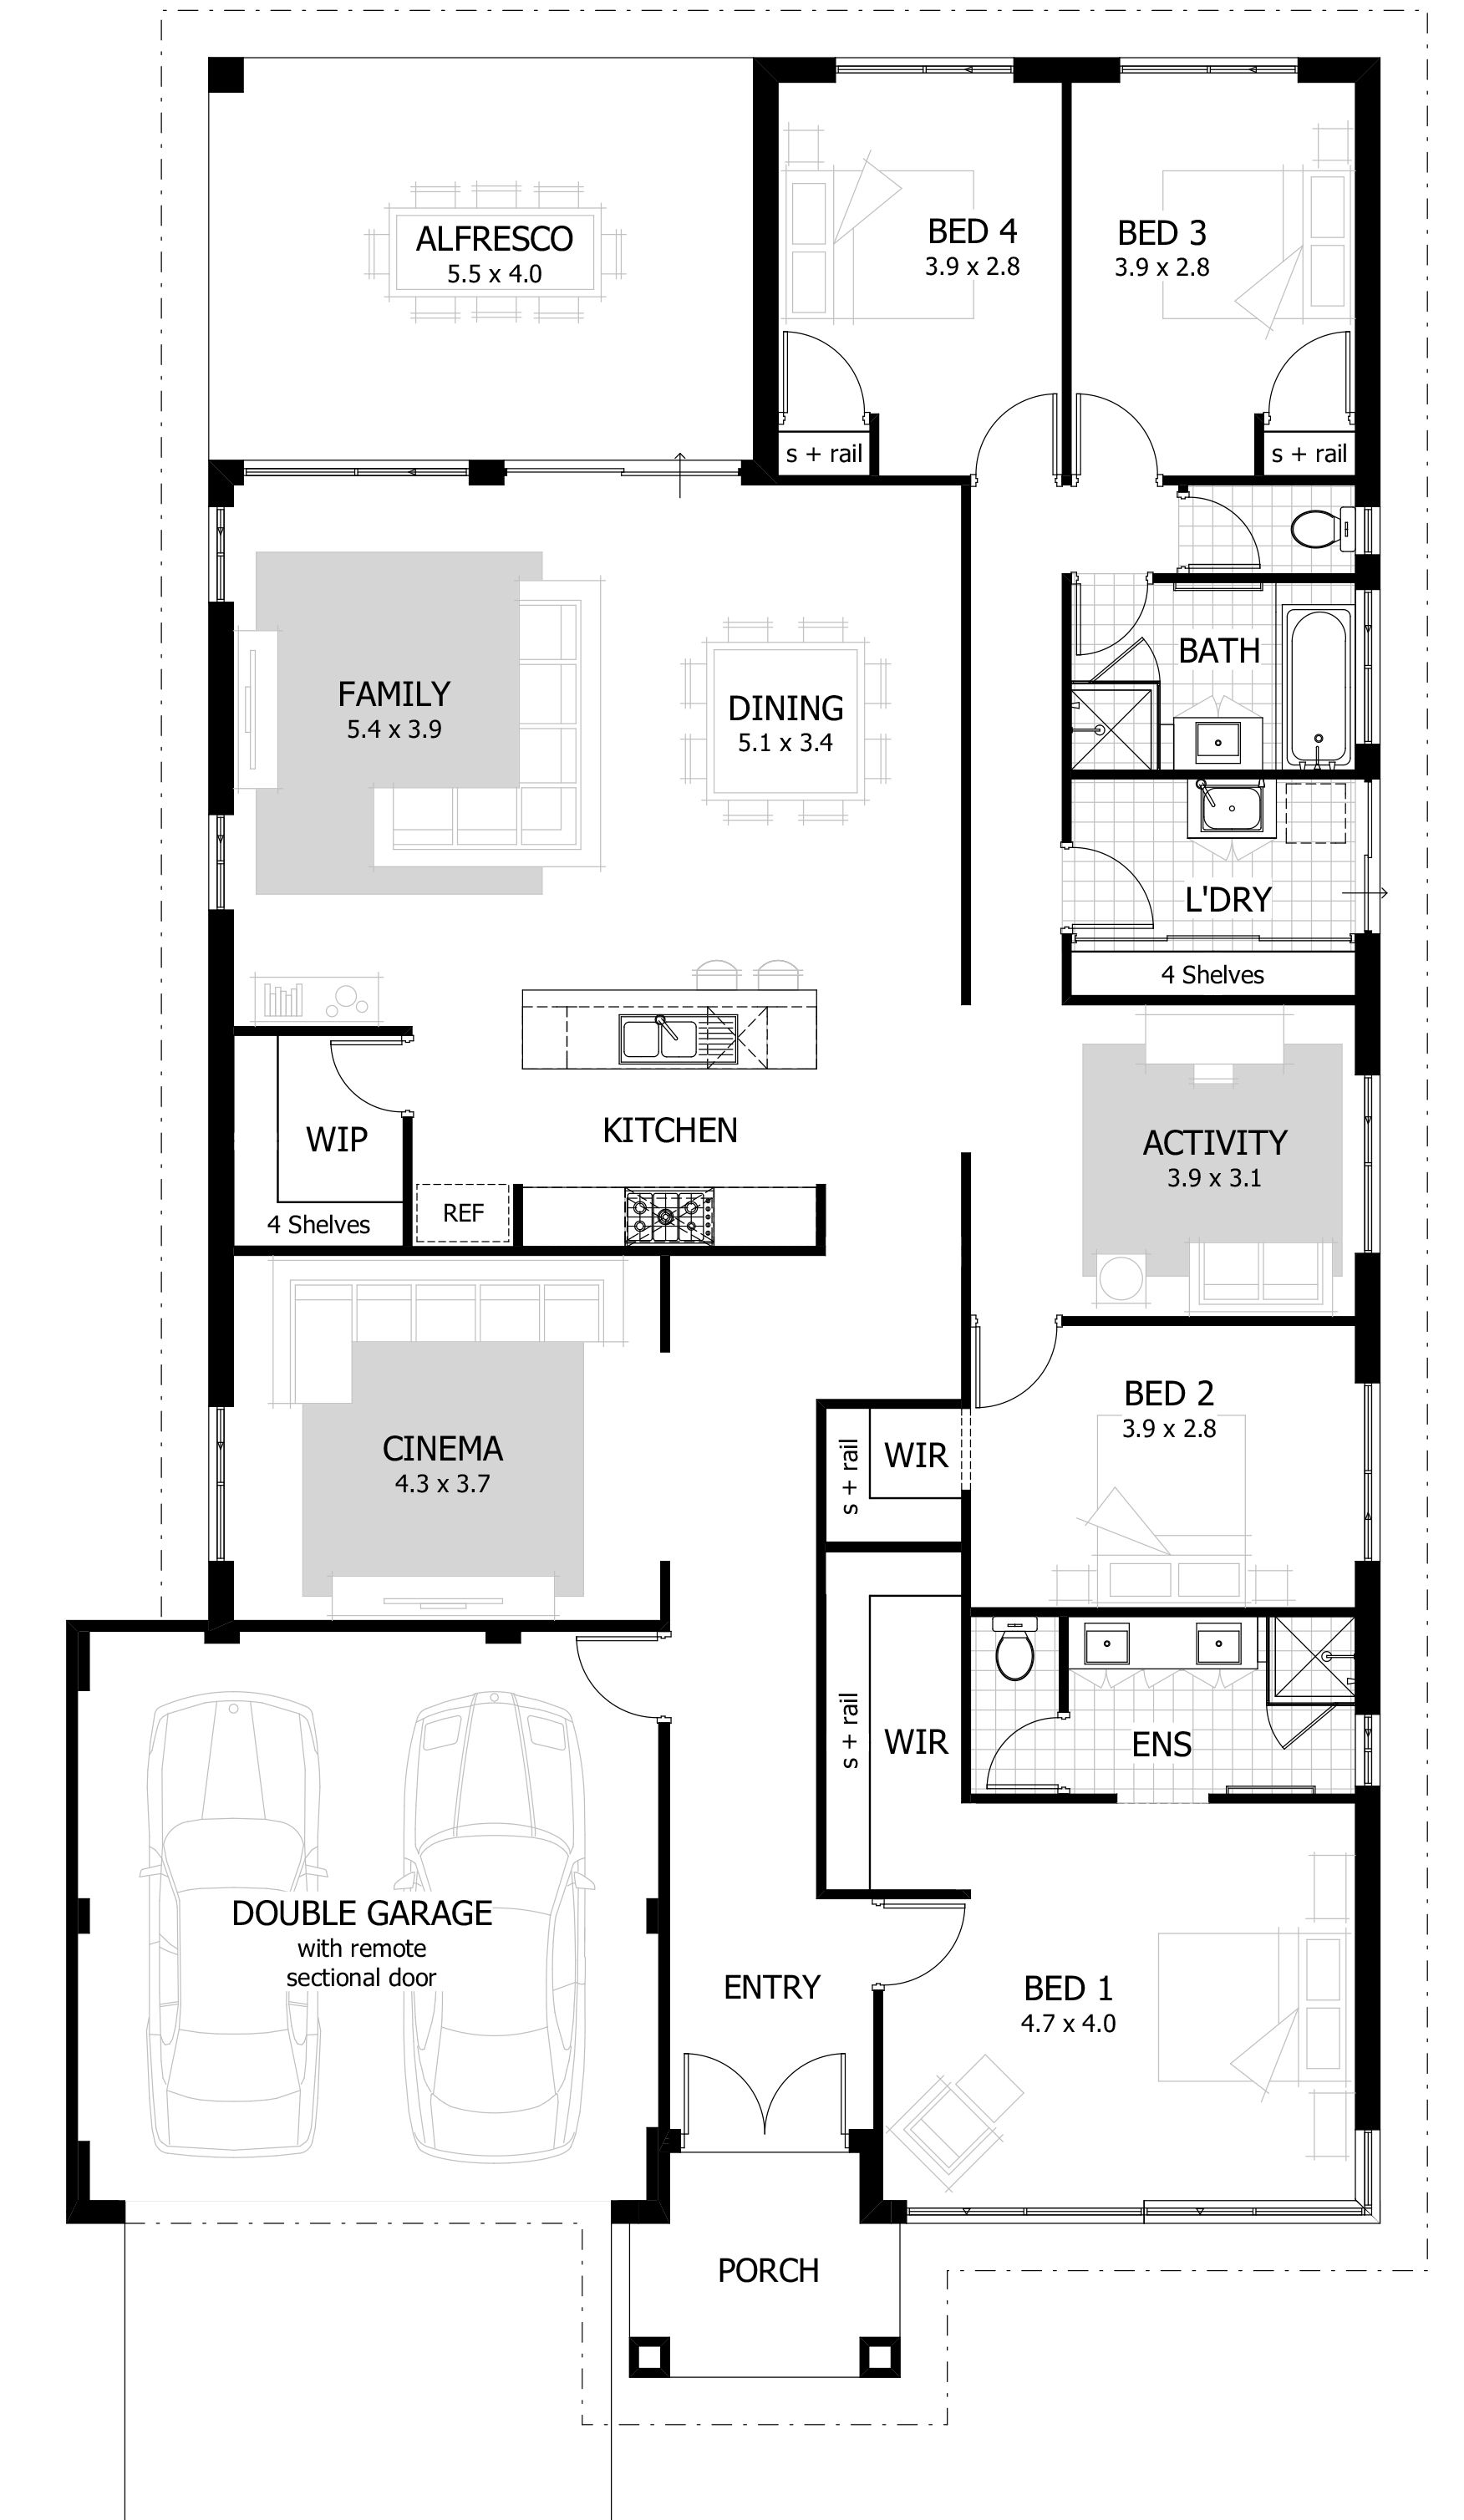 ALFRESCO
5.5 x 4.0
BED 4
3.9 x 2.8
BED 3
3.9 x 2.8
s + rail
s + rail
FAMILY
5.4 x 3.9
DINING
5.1 x 3.4
BATH
L'DRY
4 Shelves
WIP
4 Shelves
KITCHEN
REF
ACTIVITY
3.9 x 3.1
CINEMA
4.3 x 3.7
s + rail
WIR
BED 2
3.9 x 2.8
s + rail
WIR
ENS
DOUBLE GARAGE
with remote
sectional door
ENTRY
BED 1
4.7 x 4.0
PORCH